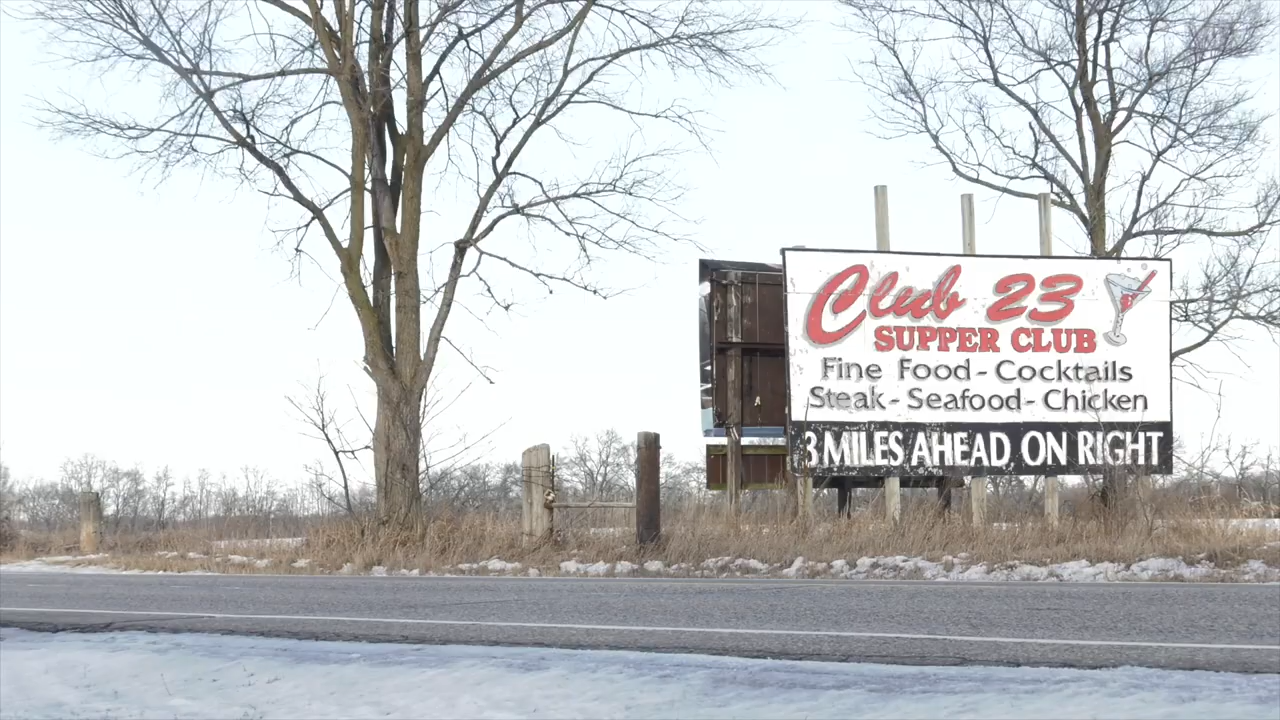 Club 23
SUPPER CLUB
Fine Food - Cocktails
Steak - Seafood - Chicken
3 MILES AHEAD ON RIGHT